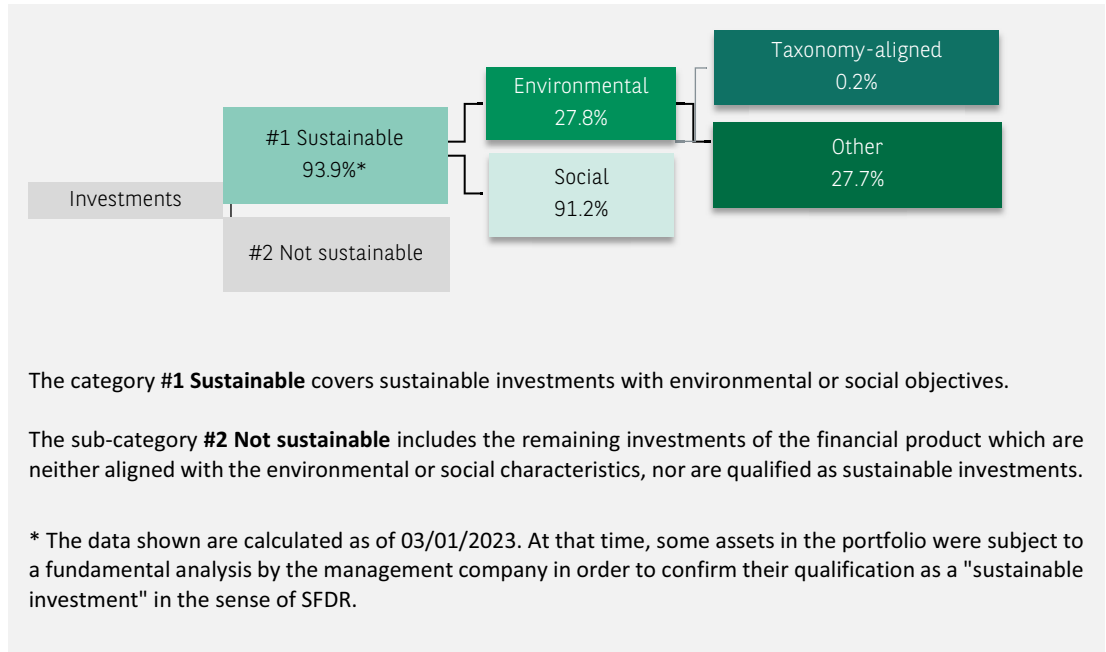 Taxonomy-aligned
0.2%
Environmental
27.8%
#1 Sustainable
93.9%*
Other
27.7%
Social
91.2%
Investments
#2 Not sustainable
The category #1 Sustainable covers sustainable investments with environmental or social objectives.
The sub-category #2 Not sustainable includes the remaining investments of the financial product which are
neither aligned with the environmental or social characteristics, nor are qualified as sustainable investments.
* The data shown are calculated as of 03/01/2023. At that time, some assets in the portfolio were subject to
a fundamental analysis by the management company in order to confirm their qualification as a "sustainable
investment" in the sense of SFDR.